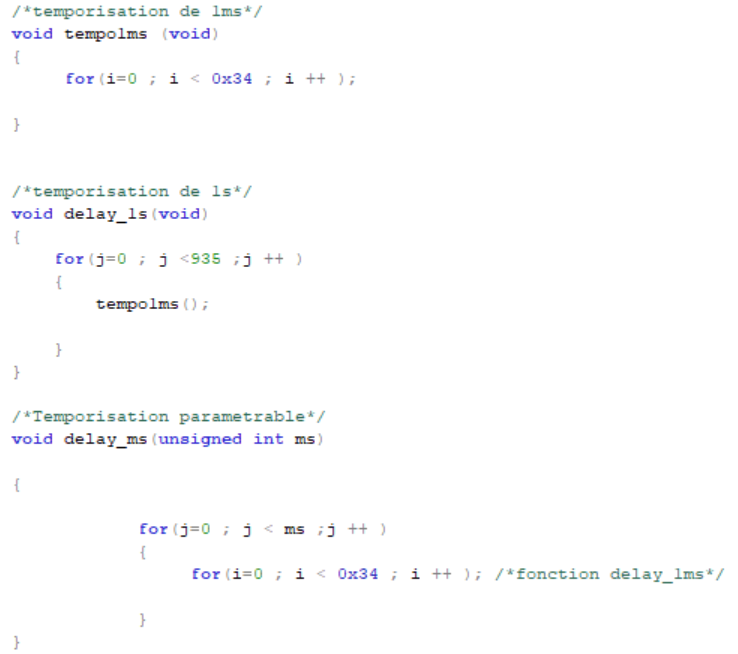 /*temporisation de 1ms*/
void tempo1ms (void)
{
for(i=0 ; i < 0x34 ; i ++ );
}
/*temporisation de 1s*/
void delay_1s(void)
{
for(j=0 ; j <935 ;j ++ )
{
tempo1ms();
}
}
/*Temporisation parametrable*/
void delay_ms(unsigned int ms)
{
for(j=0 ; j < ms ;j ++ )
{
for(i=0 ; i < 0x34 ; i ++ ); /*fonction delay_1ms*/
}
}